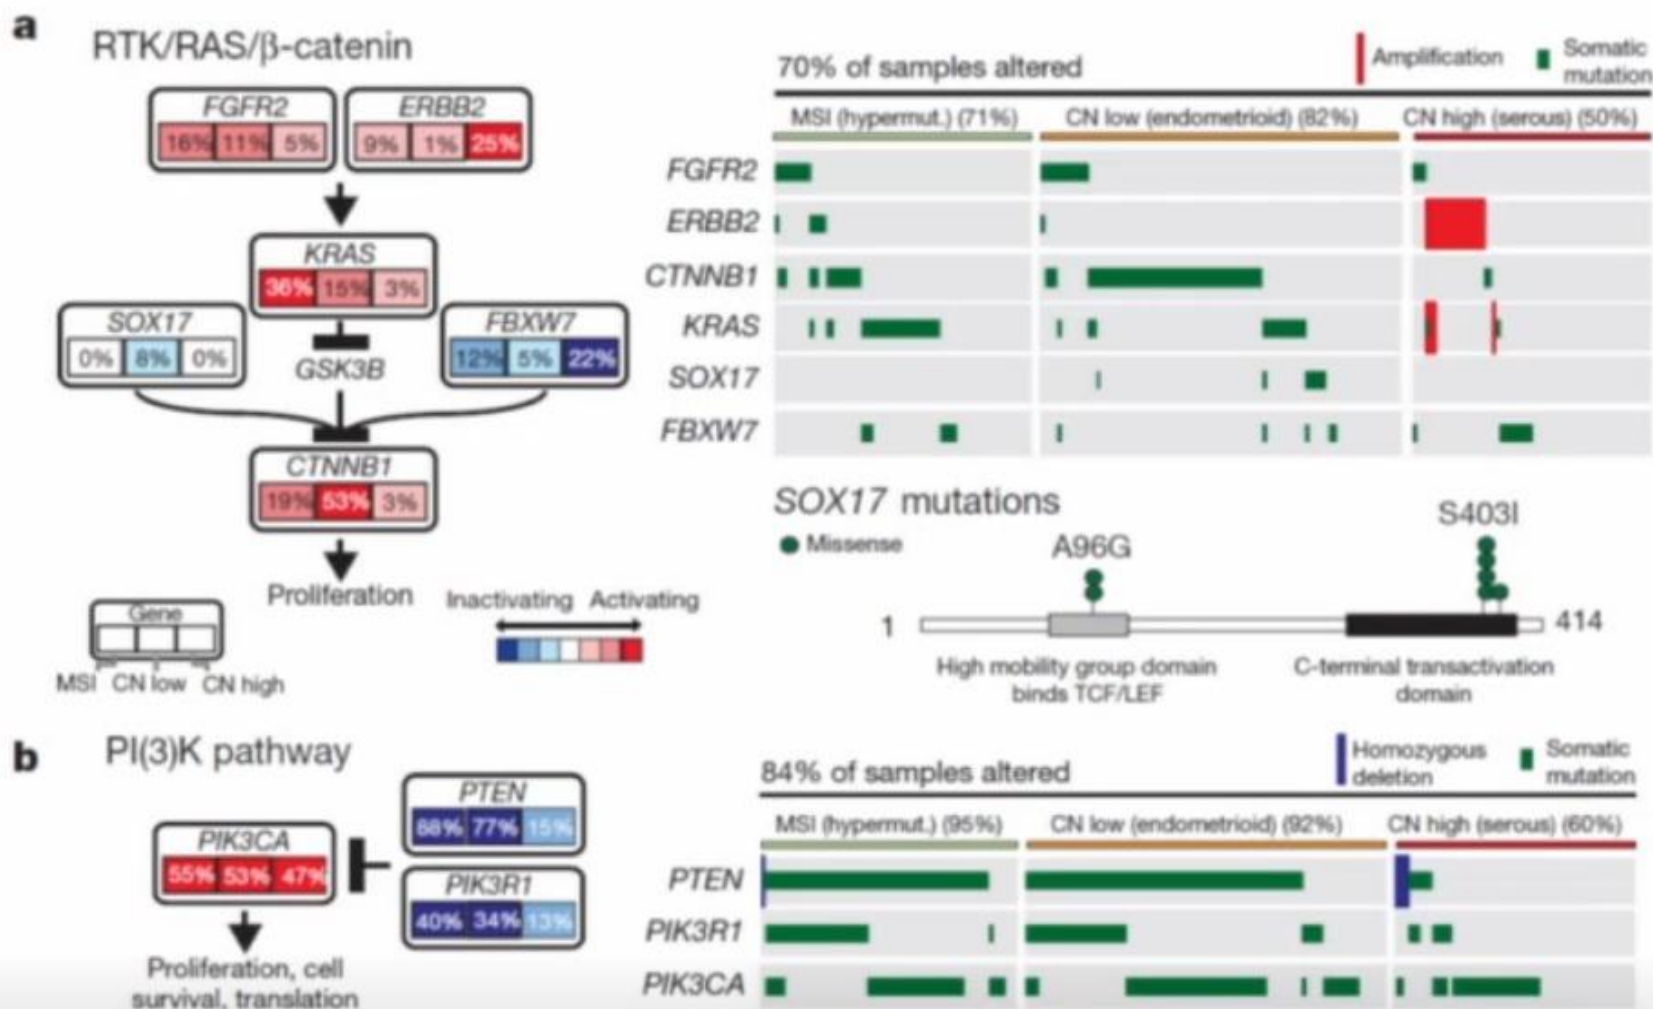 a
RTK/RAS/β-catenin
FGFR2
16% 11% 5%
ERBB2
9% 1% 25%
KRAS
36% 15% 3%
SOX17
0% 8% 0%
FBXW7
12% 5% 22%
GSK3B
CTNNB1
19% 53% 3%
Proliferation
Gene
MSI CN low CN high
Inactivating Activating
70% of samples altered
Amplification
Somatic
mutation
MSI (hypermut.) (71%)
CN low (endometrioid) (82%)
CN high (serous) (50%)
FGFR2
ERBB2
CTNNB1
KRAS
SOX17
FBXW7
SOX17 mutations
Missense
A96G
S403I
1
414
High mobility group domain
binds TCF/LEF
C-terminal transactivation
domain
b
PI(3)K pathway
PIK3CA
55% 53% 47%
PTEN
88% 77% 15%
PIK3R1
40% 34% 13%
Proliferation, cell
survival, translation
84% of samples altered
Homozygous
deletion
Somatic
mutation
MSI (hypermut.) (95%)
CN low (endometrioid) (92%)
CN high (serous) (60%)
PTEN
PIK3R1
PIK3CA